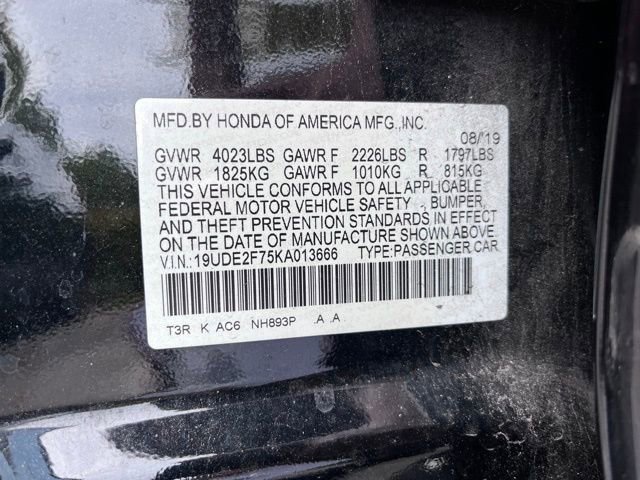 MFD.BY HONDA OF AMERICA MFG.,INC.
08/'19
GVWR 4023LBS GAWR F 2226LBS R 1797LBS
GVWR 1825KG GAWR F 1010KG R 815KG
THIS VEHICLE CONFORMS TO ALL APPLICABLE
FEDERAL MOTOR VEHICLE SAFETY -, BUMPER,
AND THEFT PREVENTION STANDARDS IN EFFECT
ON THE DATE OF MANUFACTURE SHOWN ABOVE.
V.I.N.:19UDE2F75KA013666 TYPE:PASSENGER CAR
T3R K AC6 NH893P .A .A